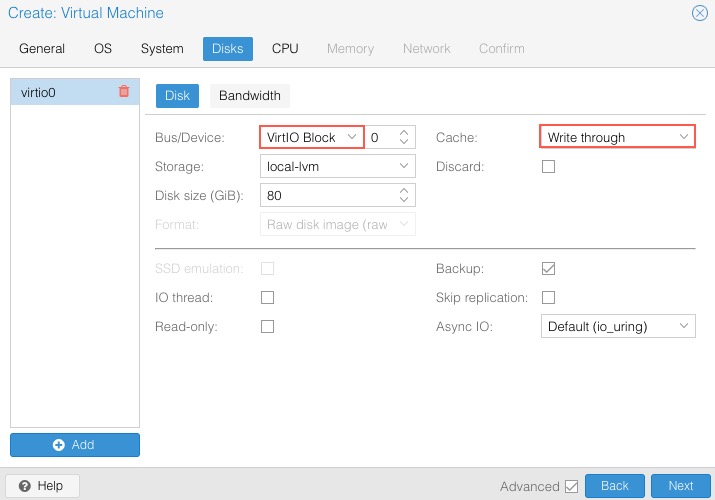 Create: Virtual Machine
General OS System Disks CPU Memory Network Confirm
virtio0
Disk Bandwidth
Bus/Device: VirtIO Block 0 Cache: Write through
Storage: local-lvm Discard:
Disk size (GiB): 80
Format: Raw disk image (raw
SSD emulation: Backup:
IO thread: Skip replication:
Read-only: Async IO: Default (io_uring)
Add
Help Advanced Back Next